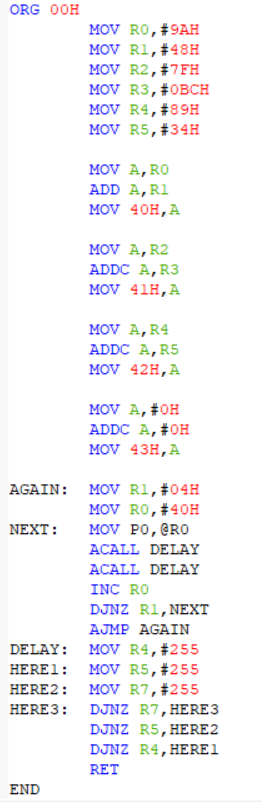 ORG 00H
MOV R0,#9AH
MOV R1,#48H
MOV R2,#7FH
MOV R3,#0BCH
MOV R4,#89H
MOV R5,#34H
MOV A,R0
ADD A,R1
MOV 40H,A
MOV A,R2
ADDC A,R3
MOV 41H,A
MOV A,R4
ADDC A,R5
MOV 42H,A
MOV A,#0H
ADDC A,#0H
MOV 43H,A
AGAIN: MOV R1,#04H
MOV R0,#40H
NEXT: MOV P0,@R0
ACALL DELAY
ACALL DELAY
INC R0
DJNZ R1,NEXT
AJMP AGAIN
DELAY: MOV R4,#255
HERE1: MOV R5,#255
HERE2: MOV R7,#255
HERE3: DJNZ R7,HERE3
DJNZ R5,HERE2
DJNZ R4,HERE1
RET
END